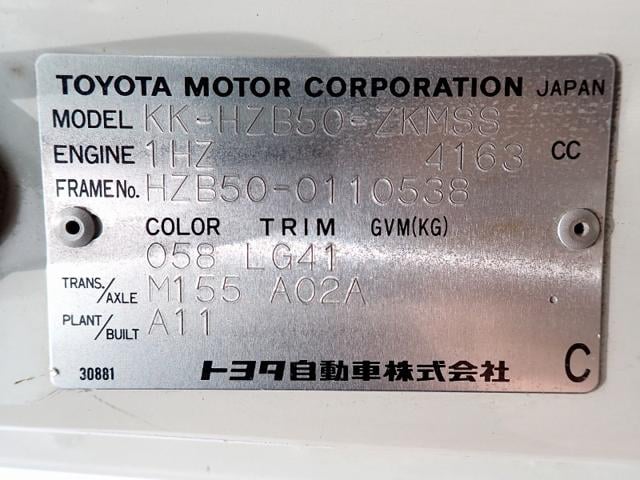 TOYOTA MOTOR CORPORATION JAPAN
MODEL KK-HZB50-ZKMSS
ENGINE 1HZ 4163 CC
FRAME No. HZB50-0110538
COLOR TRIM GVM(KG)
058 LG41
TRANS./AXLE M155 A02A
PLANT/BUILT A11
30881 トヨタ自動車株式会社 C